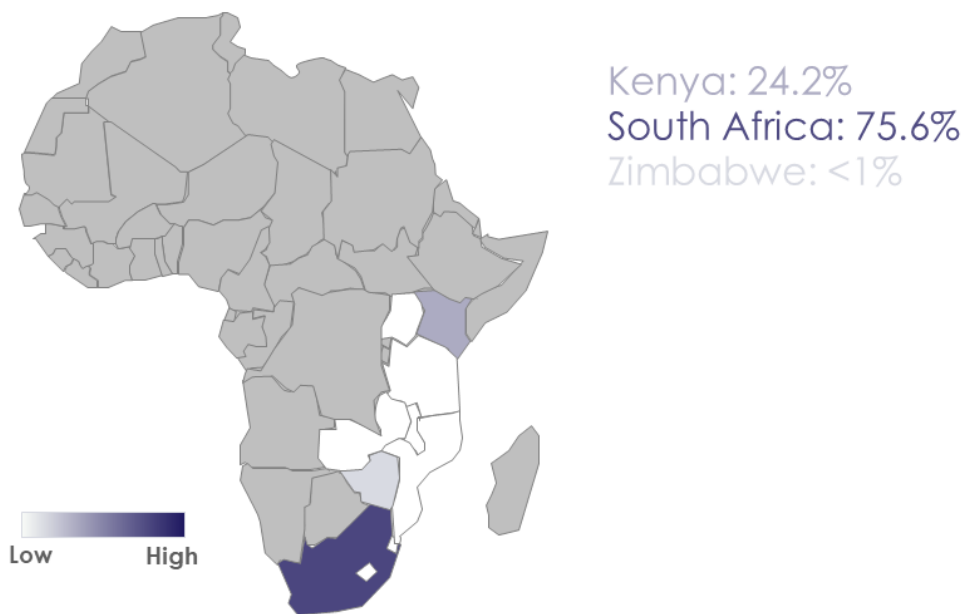 Kenya: 24.2%
South Africa: 75.6%
Zimbabwe: <1%
Low High